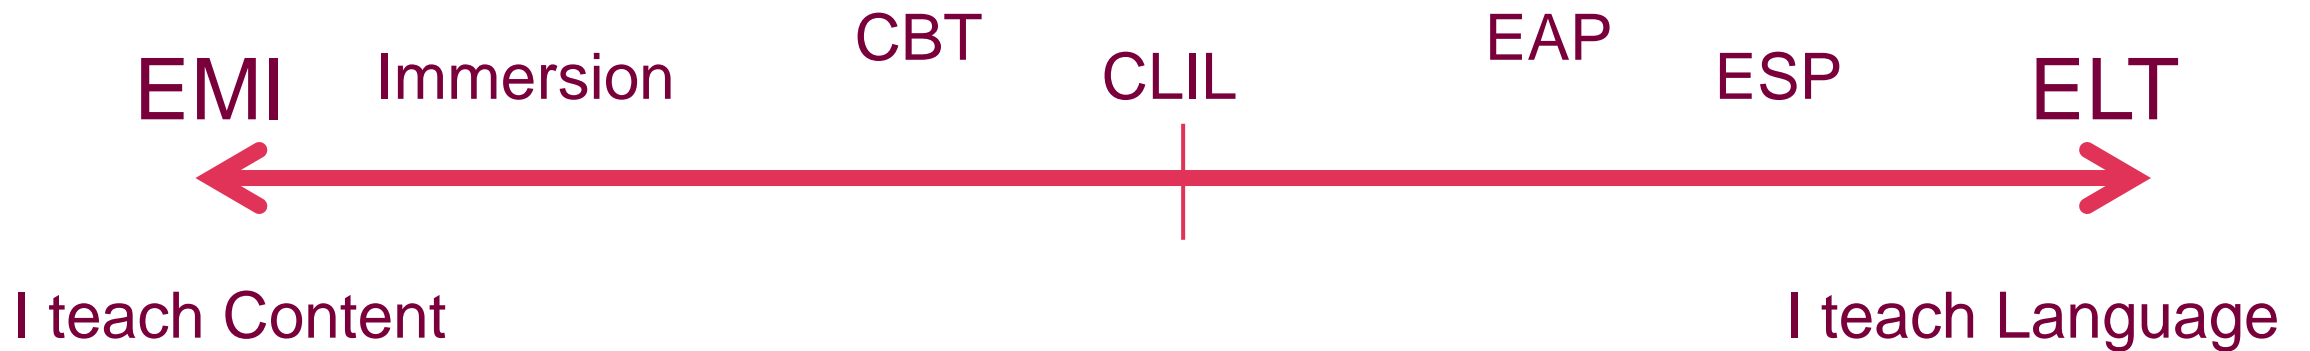 EMI Immersion CBT CLIL EAP ESP ELT
I teach Content I teach Language